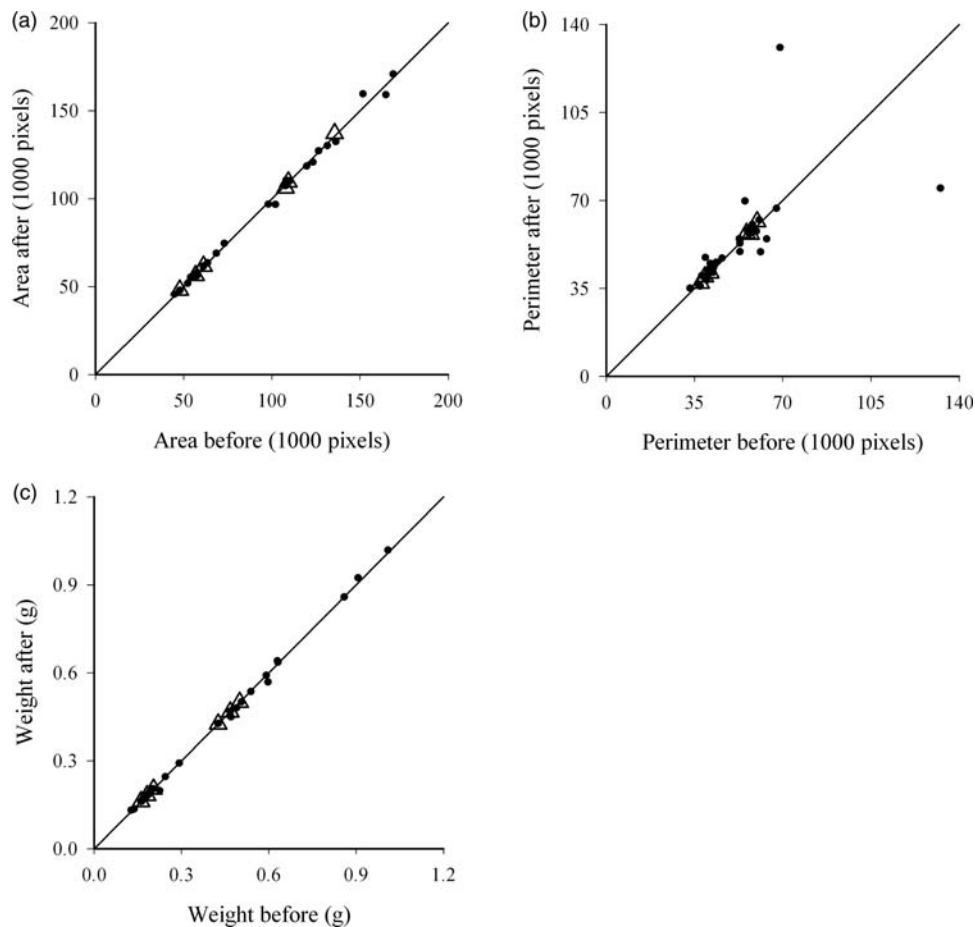 (a)
200
150
100
50
0
0 50 100 150 200
Area after (1000 pixels)
Area before (1000 pixels)
(b)
140
105
70
35
0
0 35 70 105 140
Perimeter after (1000 pixels)
Perimeter before (1000 pixels)
(c)
1.2
0.9
0.6
0.3
0.0
0.0 0.3 0.6 0.9 1.2
Weight after (g)
Weight before (g)